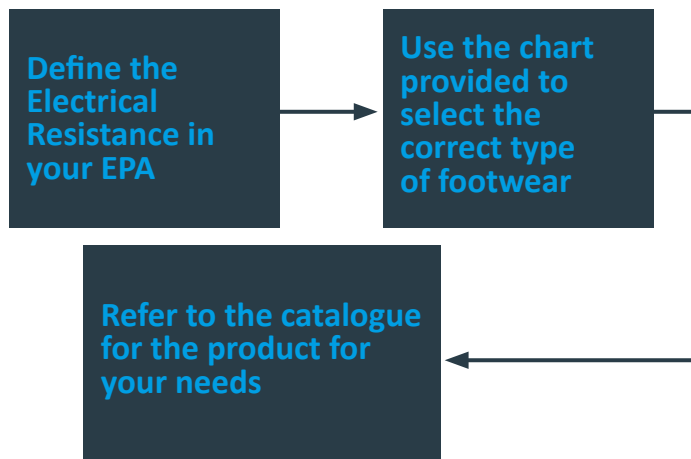 Define the
Electrical
Resistance in
your EPA
Use the chart
provided to
select the
correct type
of footwear
Refer to the catalogue
for the product for
your needs